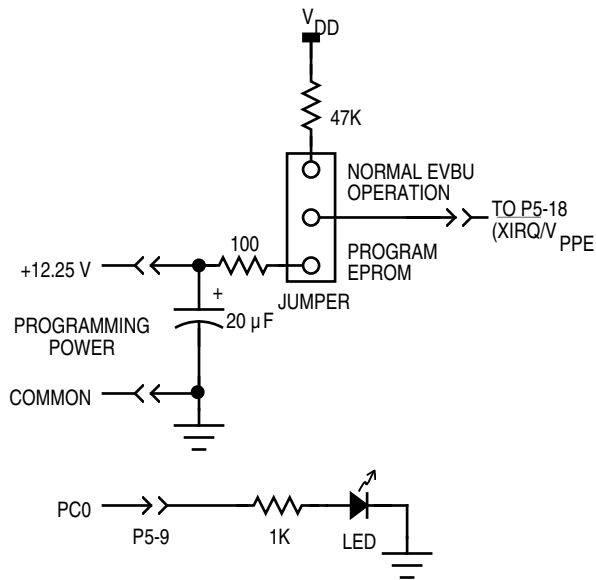 VDD
47K
NORMAL EVBU
OPERATION
TO P5-18
(XIRQ/VPPE
PROGRAM
EPROM
100
+12.25 V
JUMPER
+
20 µF
PROGRAMMING
POWER
COMMON
PC0
P5-9
1K
LED